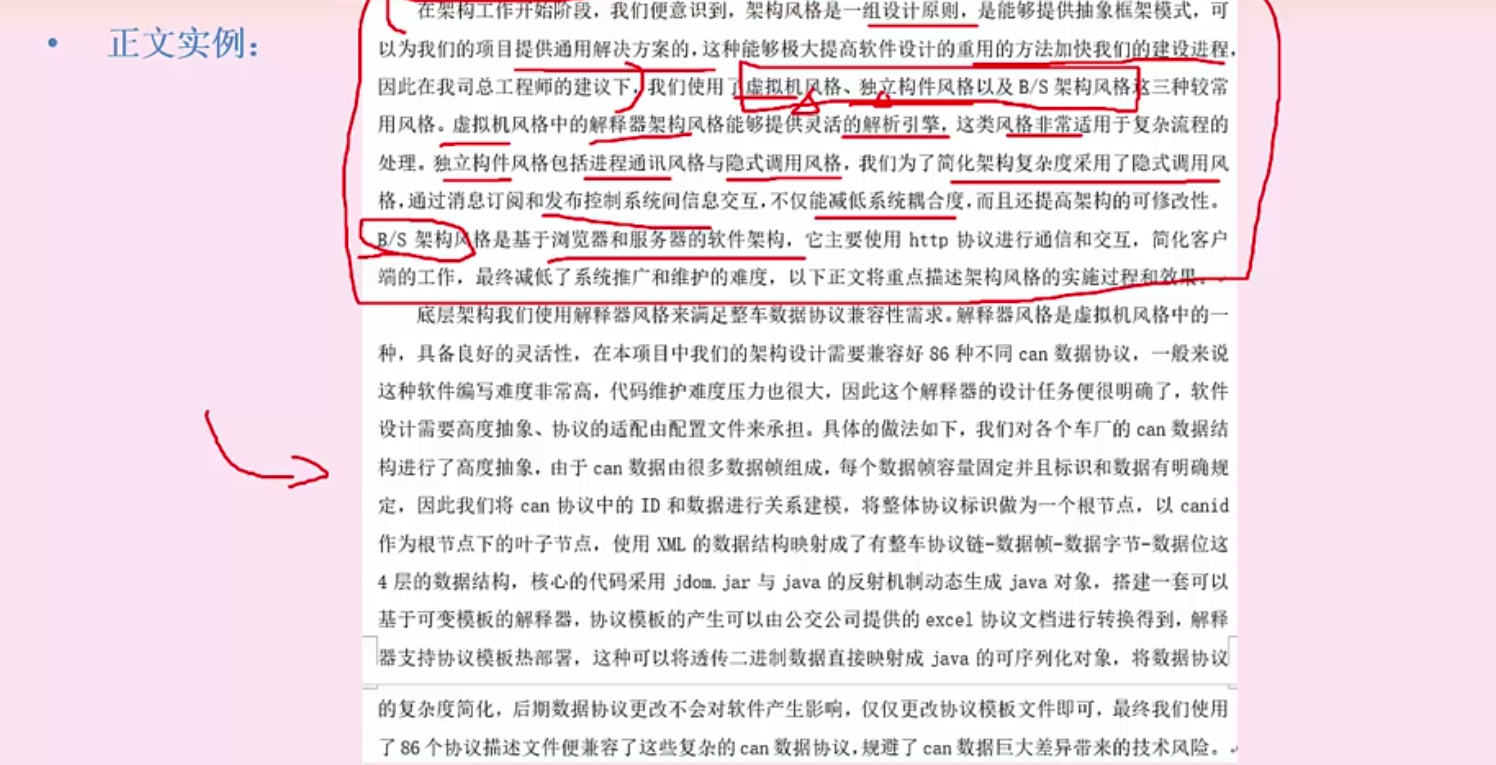 • 正文实例：
在架构工作开始阶段，我们便意识到，架构风格是一组设计原则，是能够提供抽象框架模式，可
以为我们的项目提供通用解决方案的，这种能够极大提高软件设计的重用的方法加快我们的建设进程，
因此在我司总工程师的建议下，我们使用了虚拟机风格、独立构件风格以及 B/S 架构风格这三种较常
用风格。虚拟机风格中的解释器架构风格能够提供灵活的解析引擎，这类风格非常适用于复杂流程的
处理。独立构件风格包括进程通讯风格与隐式调用风格，我们为了简化架构复杂度采用了隐式调用风
格，通过消息订阅和发布控制系统间信息交互，不仅能减低系统耦合度，而且还提高架构的可修改性。
B/S 架构风格是基于浏览器和服务器的软件架构，它主要使用 http 协议进行通信和交互，简化客户
端的工作，最终减低了系统推广和维护的难度，以下正文将重点描述架构风格的实施过程和效果。
底层架构我们使用解释器风格来满足整车数据协议兼容性需求。解释器风格是虚拟机风格中的一
种，具备良好的灵活性，在本项目中我们的架构设计需要兼容好 86 种不同 can 数据协议，一般来说
这种软件编写难度非常高，代码维护难度压力也很大，因此这个解释器的设计任务便很明确了，软件
设计需要高度抽象、协议的适配由配置文件来承担。具体的做法如下，我们对各个车厂的 can 数据结
构进行了高度抽象，由于 can 数据由很多数据帧组成，每个数据帧容量固定并且标识和数据有明确规
定，因此我们将 can 协议中的 ID 和数据进行关系建模，将整体协议标识做为一个根节点，以 canid
作为根节点下的叶子节点，使用 XML 的数据结构映射成了有整车协议链-数据帧-数据字节-数据位这
4 层的数据结构，核心的代码采用 jdom.jar 与 java 的反射机制动态生成 java 对象，搭建一套可以
基于可变模板的解释器，协议模板的产生可以由公交公司提供的 excel 协议文档进行转换得到，解释
器支持协议模板热部署，这种可以将透传二进制数据直接映射成 java 的可序列化对象，将数据协议
的复杂度简化，后期数据协议更改不会对软件产生影响，仅仅更改协议模板文件即可，最终我们使用
了 86 个协议描述文件便兼容了这些复杂的 can 数据协议，规避了 can 数据巨大差异带来的技术风险。